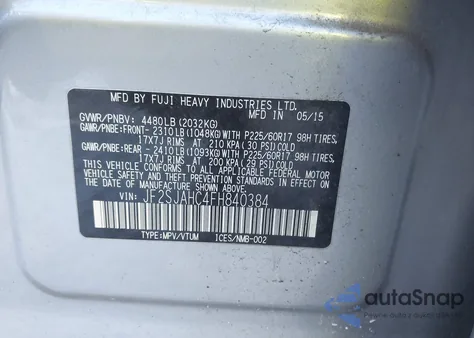 MFD BY FUJI HEAVY INDUSTRIES LTD.
GVWR/PNBV: 4480LB(2032KG) MFD IN 05/15
GAWR/PNBE:FRONT- 2310LB(1048KG)WITH P225/60R17 98H TIRES,
17X7J RIMS AT 210 KPA(30 PSI)COLD
GAWR/PNBE:REAR- 2410LB(1093KG)WITH P225/60R17 98H TIRES,
17X7J RIMS AT 200 KPA(29 PSI)COLD
THIS VEHICLE CONFORMS TO ALL APPLICABLE FEDERAL MOTOR
VEHICLE SAFETY AND BUMPER STANDARDS IN EFFECT ON THE DATE
OF MANUFACTURE SHOWN ABOVE.
VIN: JF2SJAHC4FH840384
TYPE:MPV/VTUM ICES/NMB-002
autoSnap